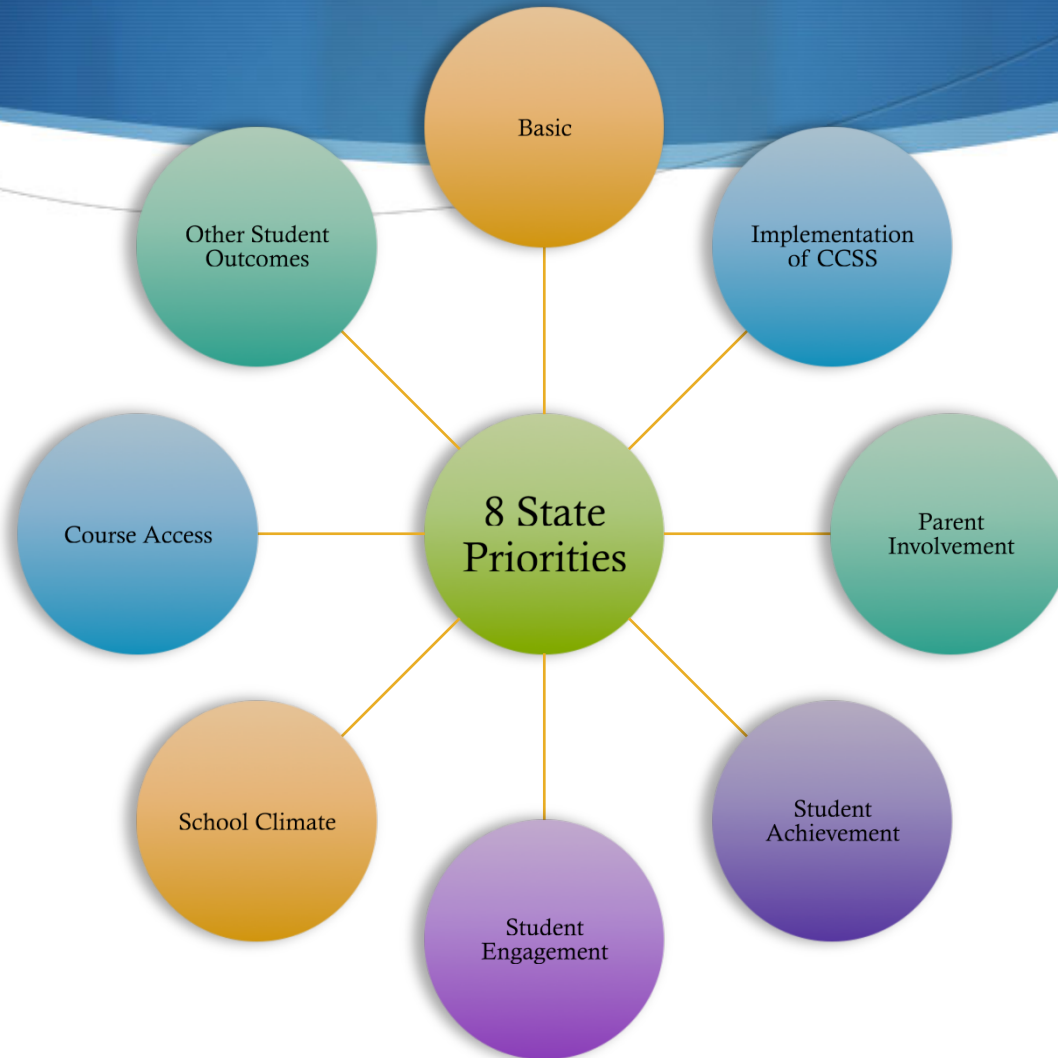 Basic
Implementation
of CCSS
Parent
Involvement
Student
Achievement
Student
Engagement
School Climate
Course Access
Other Student
Outcomes
8 State
Priorities